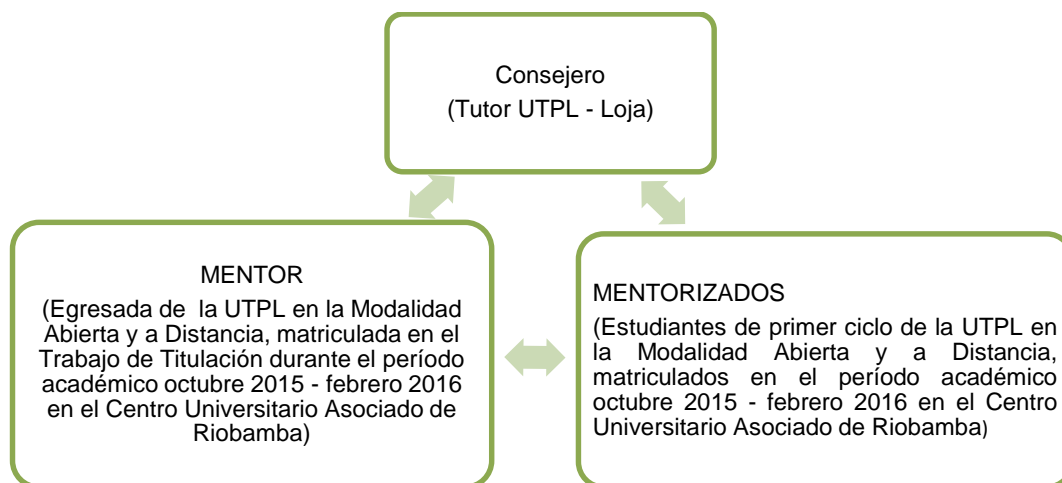 Consejero
(Tutor UTPL - Loja)
MENTOR
(Egresada de la UTPL en la Modalidad
Abierta y a Distancia, matriculada en el
Trabajo de Titulación durante el período
académico octubre 2015 - febrero 2016
en el Centro Universitario Asociado de
Riobamba)
MENTORIZADOS
(Estudiantes de primer ciclo de la UTPL en
la Modalidad Abierta y a Distancia,
matriculados en el período académico
octubre 2015 - febrero 2016 en el Centro
Universitario Asociado de Riobamba)